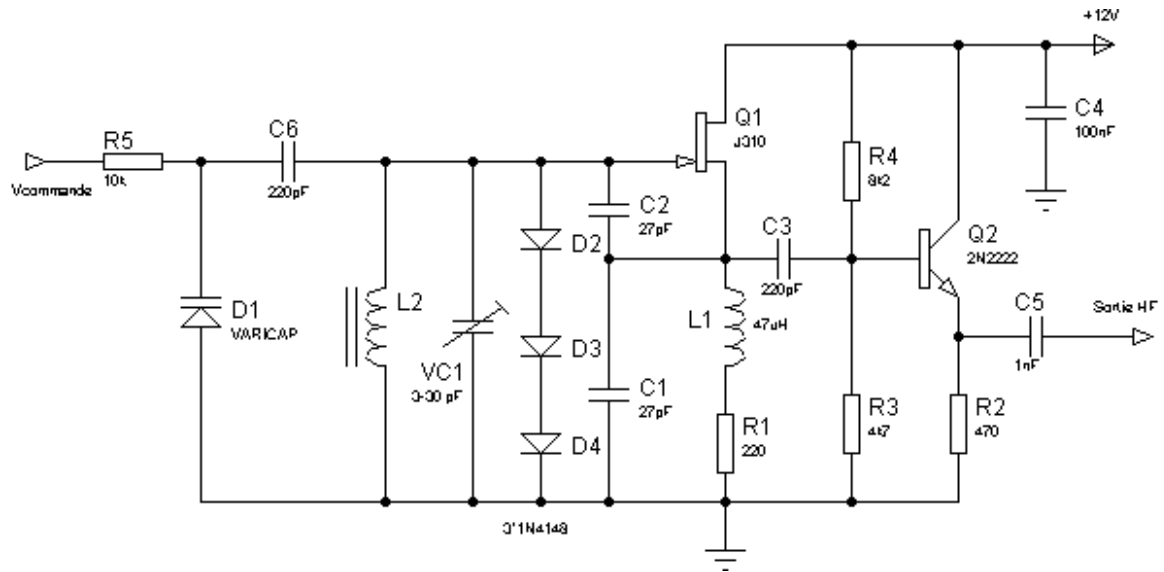 +12V
Vcommande
R5
10k
C6
220pF
D1
VARICAP
L2
VC1
3-30 pF
D2
D3
D4
3*1N4148
C2
27pF
C1
27pF
Q1
J310
L1
47uH
R1
220
C3
220pF
R4
8k2
R3
4k7
Q2
2N2222
R2
470
C4
100nF
C5
1nF
Sortie HF